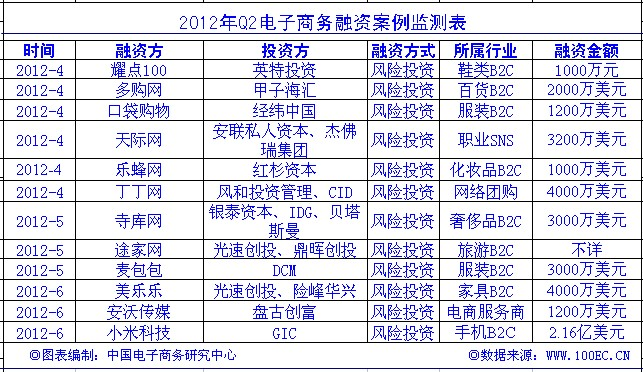 2012年Q2电子商务融资案例监测表
时间 融资方 投资方 融资方式 所属行业 融资金额
2012-4 耀点100 英特投资 风险投资 鞋类B2C 1000万元
2012-4 多购网 甲子海汇 风险投资 百货B2C 2000万美元
2012-4 口袋购物 经纬中国 风险投资 服装B2C 1200万美元
2012-4 天际网 安联私人资本、杰佛 风险投资 职业SNS 3200万美元
瑞集团
2012-4 乐蜂网 红杉资本 风险投资 化妆品B2C 1000万美元
2012-4 丁丁网 风和投资管理、CID 风险投资 网络团购 4000万美元
2012-5 寺库网 银泰资本、IDG、贝塔 风险投资 奢侈品B2C 3000万美元
斯曼
2012-5 途家网 光速创投、鼎晖创投 风险投资 旅游B2C 不详
2012-5 麦包包 DCM 风险投资 服装B2C 3000万美元
2012-6 美乐乐 光速创投、险峰华兴 风险投资 家具B2C 4000万美元
2012-6 安沃传媒 盘古创富 风险投资 电商服务商 1200万美元
2012-6 小米科技 GIC 风险投资 手机B2C 2.16亿美元
©图表编制：中国电子商务研究中心 ©数据来源：WWW.100EC.CN